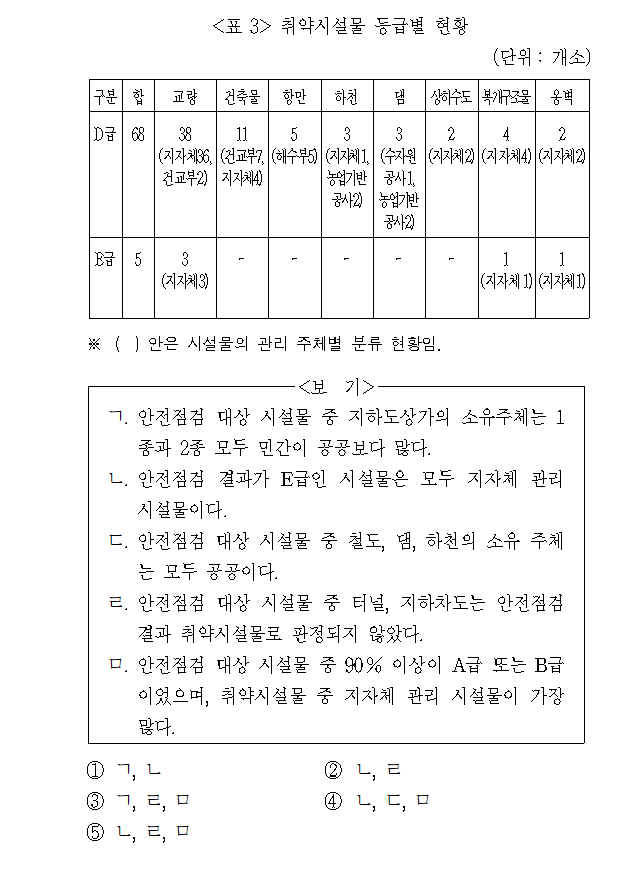 <표 3> 취약시설물 등급별 현황
(단위 : 개소)
구분 합 교량 건축물 항만 하천 댐 상하수도 복개구조물 옹벽
D급 68 38 11 5 3 3 2 4 2
(지자체36, (건교부7, (해수부5) (지자체1, (수자원 (지자체2) (지자체4) (지자체2)
건교부2) 지자체4) 농업기반 공사1,
공사2) 농업기반
공사2)
E급 5 3 - - - - - 1 1
(지자체3) (지자체1) (지자체1)
※ ( ) 안은 시설물의 관리 주체별 분류 현황임.
<보 기>
ㄱ. 안전점검 대상 시설물 중 지하도상가의 소유주체는 1
종과 2종 모두 민간이 공공보다 많다.
ㄴ. 안전점검 결과가 E급인 시설물은 모두 지자체 관리
시설물이다.
ㄷ. 안전점검 대상 시설물 중 철도, 댐, 하천의 소유 주체
는 모두 공공이다.
ㄹ. 안전점검 대상 시설물 중 터널, 지하차도는 안전점검
결과 취약시설물로 판정되지 않았다.
ㅁ. 안전점검 대상 시설물 중 90% 이상이 A급 또는 B급
이었으며, 취약시설물 중 지자체 관리 시설물이 가장
많다.
① ㄱ, ㄴ ② ㄴ, ㄹ
③ ㄱ, ㄹ, ㅁ ④ ㄴ, ㄷ, ㅁ
⑤ ㄴ, ㄹ, ㅁ